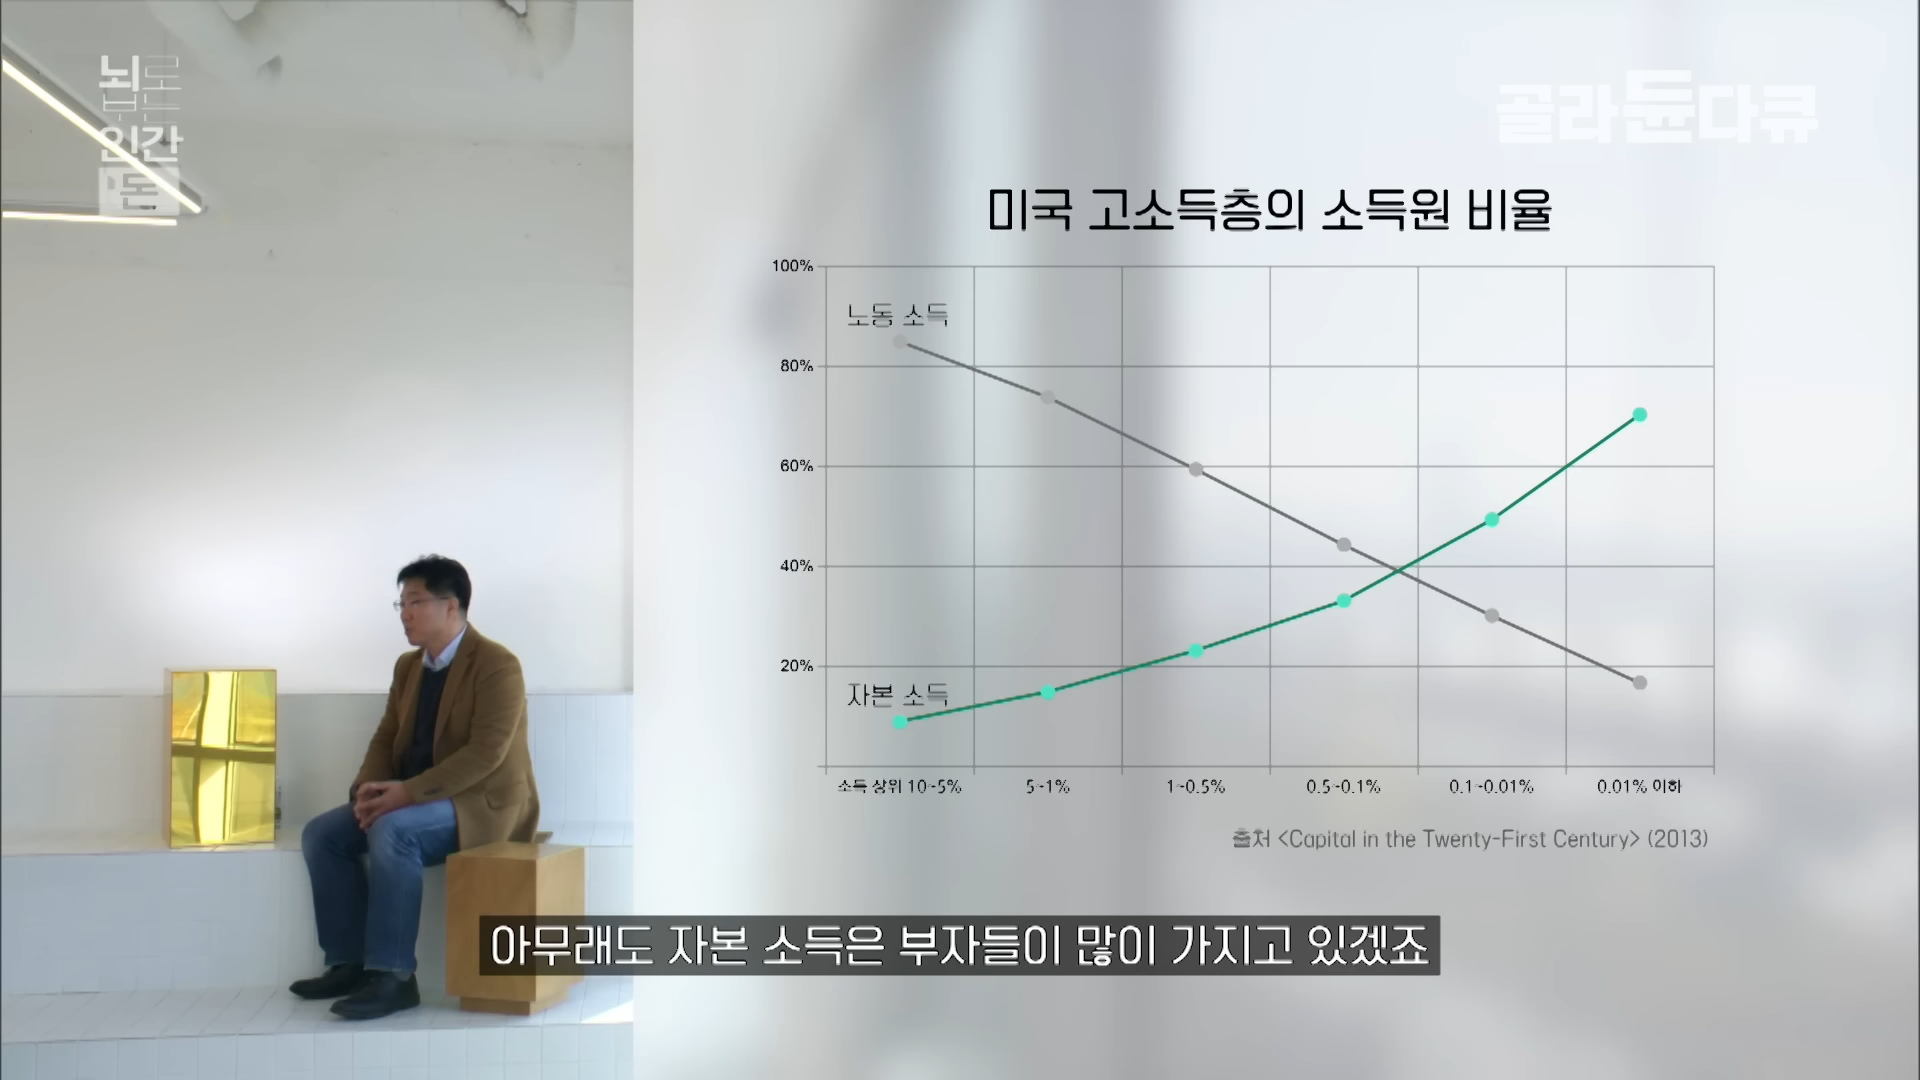 뇌로
보는
인간
'돈'
골라듄다큐
미국 고소득층의 소득원 비율
100%
80%
60%
40%
20%
노동 소득
자본 소득
소득 상위 10~5%
5~1%
1~0.5%
0.5~0.1%
0.1~0.01%
0.01% 이하
출처 <Capital in the Twenty-First Century> (2013)
아무래도 자본 소득은 부자들이 많이 가지고 있겠죠